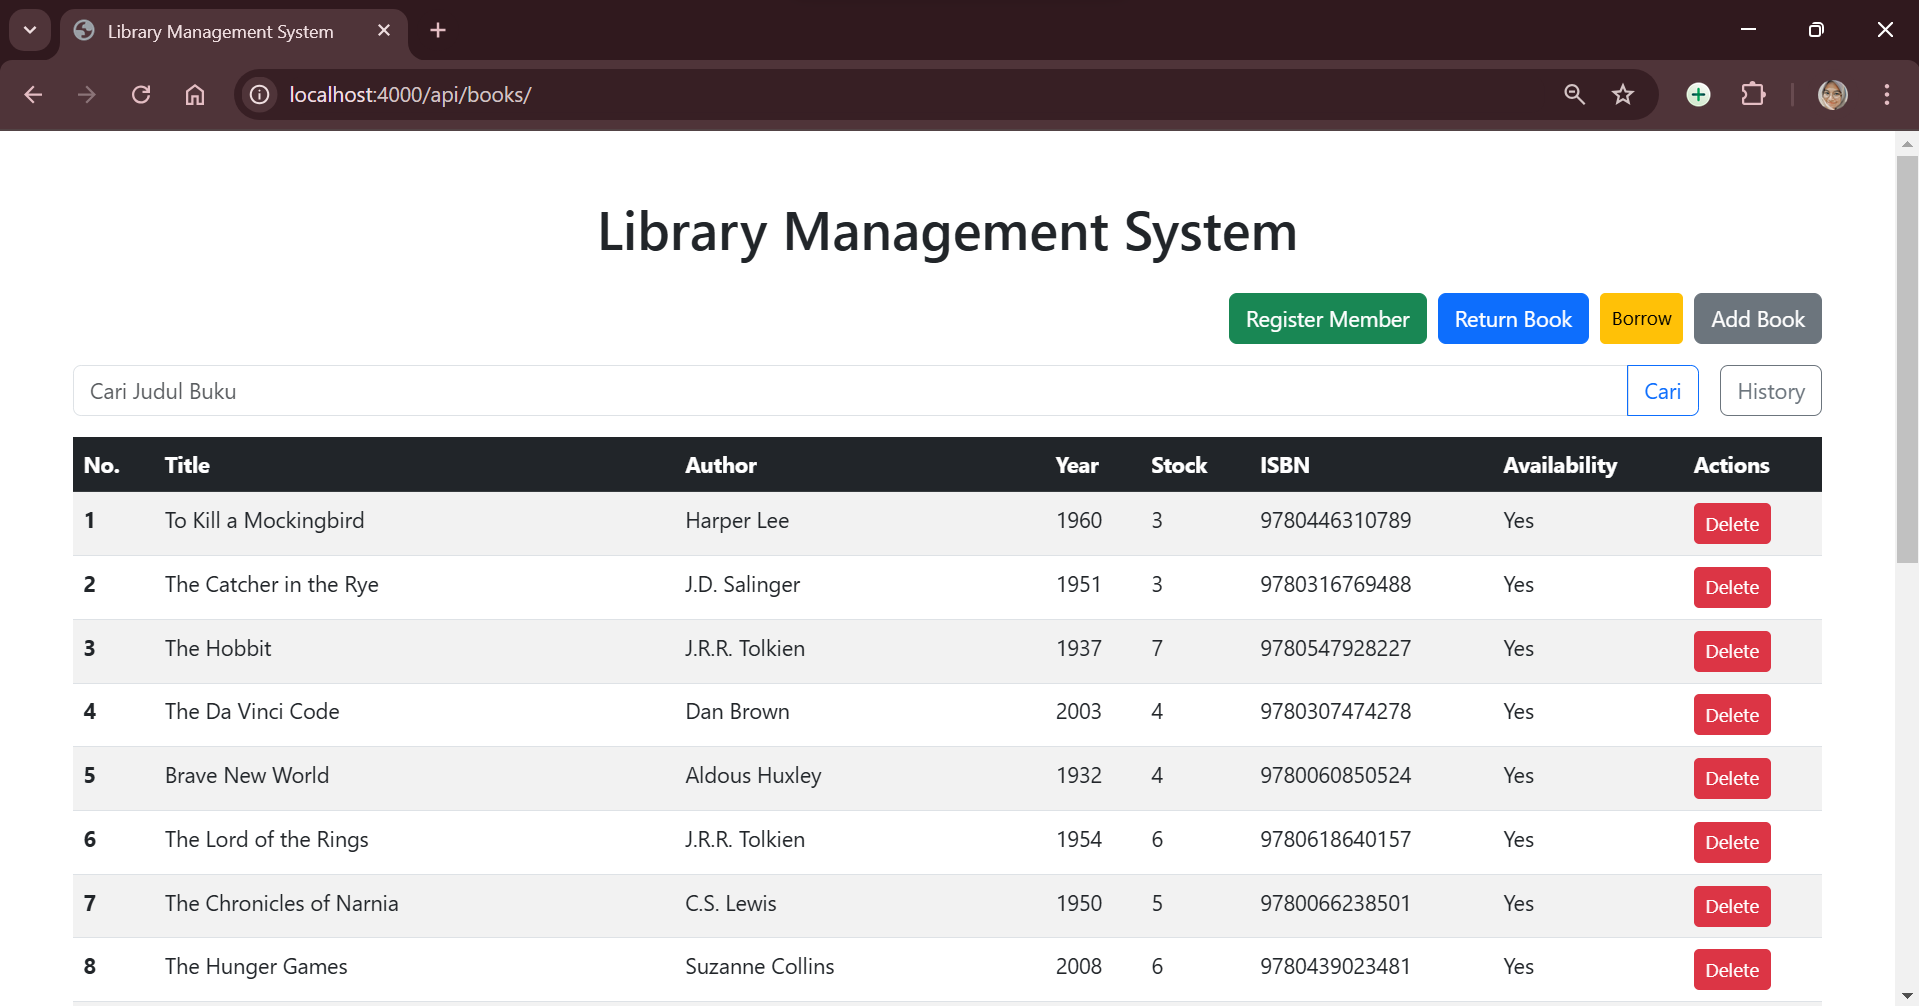 Library Management System
localhost:4000/api/books/
Library Management System
Register Member Return Book Borrow Add Book
Cari Judul Buku Cari History
No. Title Author Year Stock ISBN Availability Actions
1 To Kill a Mockingbird Harper Lee 1960 3 9780446310789 Yes Delete
2 The Catcher in the Rye J.D. Salinger 1951 3 9780316769488 Yes Delete
3 The Hobbit J.R.R. Tolkien 1937 7 9780547928227 Yes Delete
4 The Da Vinci Code Dan Brown 2003 4 9780307474278 Yes Delete
5 Brave New World Aldous Huxley 1932 4 9780060850524 Yes Delete
6 The Lord of the Rings J.R.R. Tolkien 1954 6 9780618640157 Yes Delete
7 The Chronicles of Narnia C.S. Lewis 1950 5 9780066238501 Yes Delete
8 The Hunger Games Suzanne Collins 2008 6 9780439023481 Yes Delete